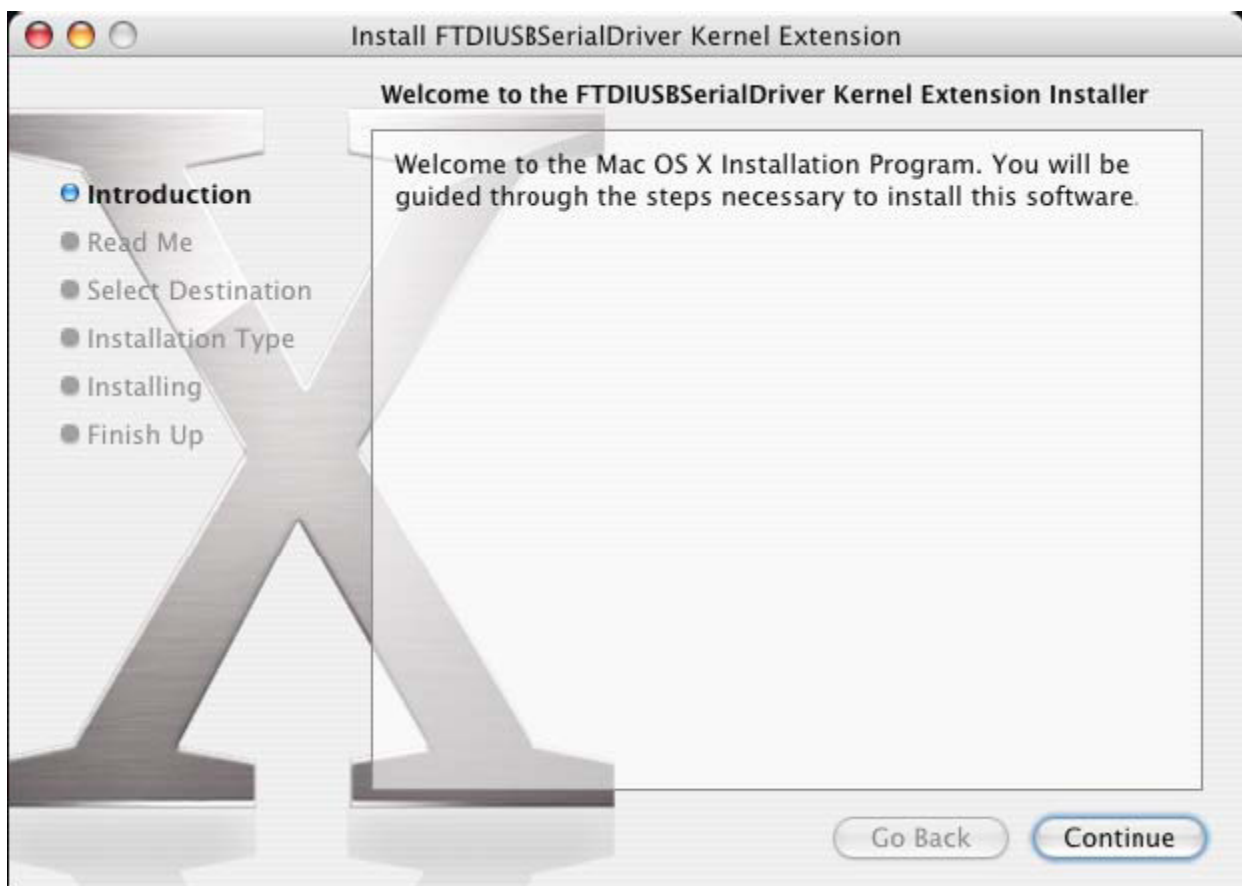 Install FTDIUSBSerialDriver Kernel Extension
Welcome to the FTDIUSBSerialDriver Kernel Extension Installer
Introduction
Read Me
Select Destination
Installation Type
Installing
Finish Up
Welcome to the Mac OS X Installation Program. You will be
guided through the steps necessary to install this software.
Go Back
Continue